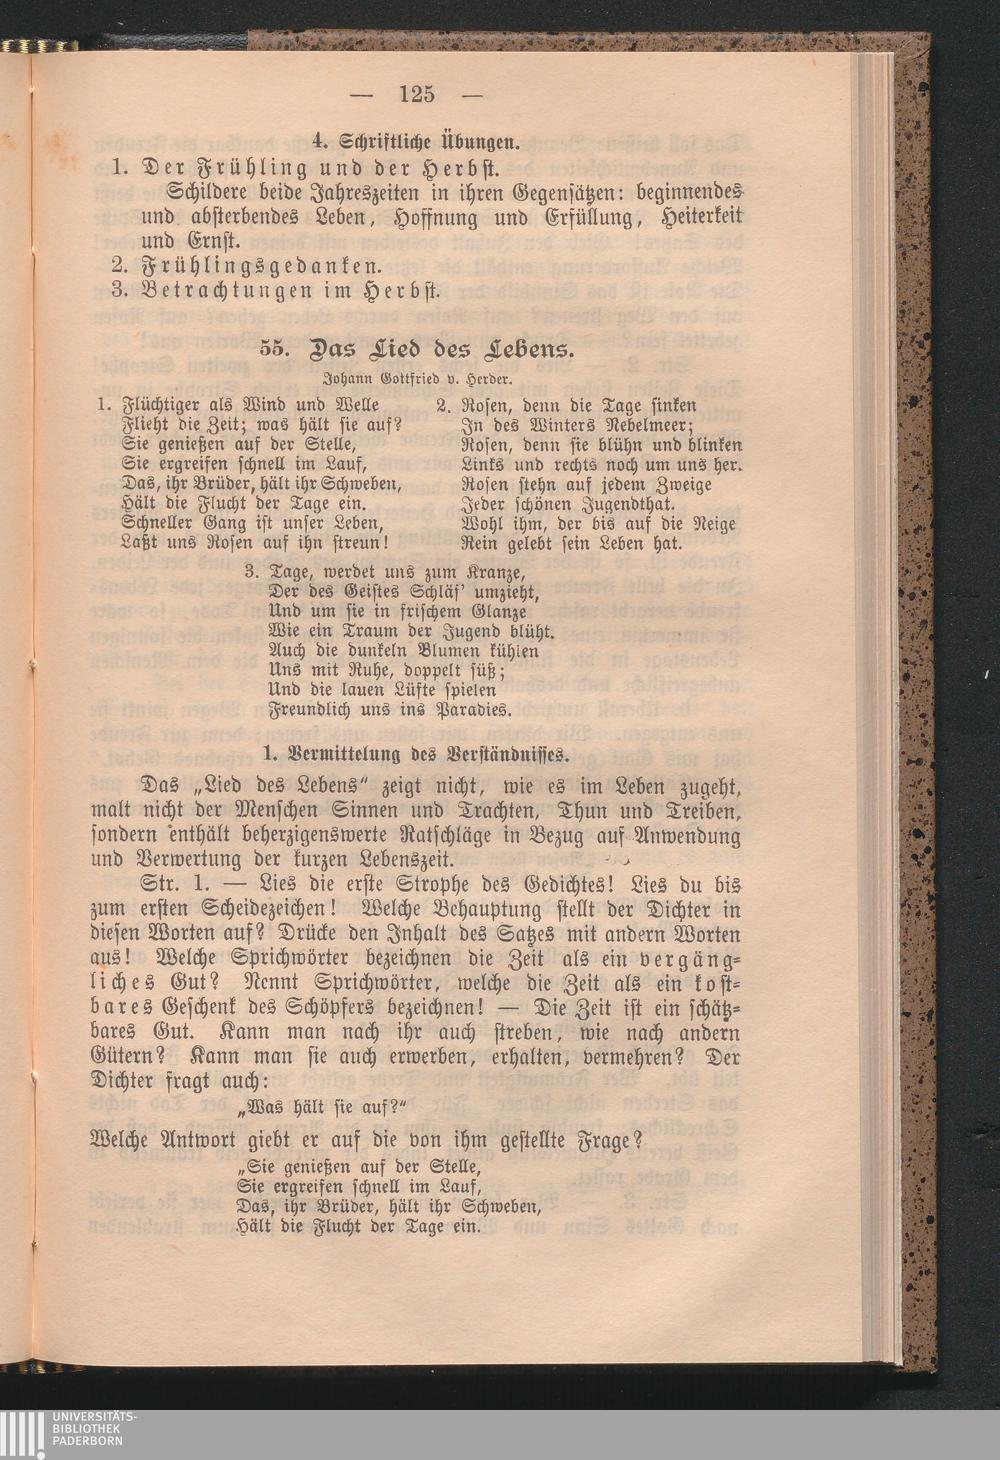 — 125 —
4. Schriftliche Übungen.
1. Der Frühling und der Herbst.
Schildere beide Jahreszeiten in ihren Gegensätzen: beginnendes
und absterbendes Leben, Hoffnung und Erfüllung, Heiterkeit
und Ernst.
2. Frühlingsgedanken.
3. Betrachtungen im Herbst.
55. Das Lied des Lebens.
Johann Gottfried v. Herder.
1. Flüchtiger als Wind und Welle
Flieht die Zeit; was hält sie auf?
Sie genießen auf der Stelle,
Sie ergreifen schnell im Lauf,
Das, ihr Brüder, hält ihr Schweben,
Hält die Flucht der Tage ein.
Schneller Gang ist unser Leben,
Laßt uns Rosen auf ihn streun!
2. Rosen, denn die Tage sinken
In des Winters Nebelmeer;
Rosen, denn sie blühn und blinken
Links und rechts noch um uns her.
Rosen stehn auf jedem Zweige
Jeder schönen Jugendthat.
Wohl ihm, der bis auf die Neige
Rein gelebt sein Leben hat.
3. Tage, werdet uns zum Kranze,
Der des Geistes Schläf' umzieht,
Und um sie in frischem Glanze
Wie ein Traum der Jugend blüht.
Auch die dunkeln Blumen kühlen
Uns mit Ruhe, doppelt süß;
Und die lauen Lüfte spielen
Freundlich uns ins Paradies.
1. Vermittelung des Verständnisses.
Das „Lied des Lebens“ zeigt nicht, wie es im Leben zugeht,
malt nicht der Menschen Sinnen und Trachten, Thun und Treiben,
sondern enthält beherzigenswerte Ratschläge in Bezug auf Anwendung
und Verwertung der kurzen Lebenszeit.
Str. 1. — Lies die erste Strophe des Gedichtes! Lies du bis
zum ersten Scheidezeichen! Welche Behauptung stellt der Dichter in
diesen Worten auf? Drücke den Inhalt des Satzes mit andern Worten
aus! Welche Sprichwörter bezeichnen die Zeit als ein vergäng-
liches Gut? Nennt Sprichwörter, welche die Zeit als ein kost-
bares Geschenk des Schöpfers bezeichnen! — Die Zeit ist ein schätz-
bares Gut. Kann man nach ihr auch streben, wie nach andern
Gütern? Kann man sie auch erwerben, erhalten, vermehren? Der
Dichter fragt auch:
„Was hält sie auf?“
Welche Antwort giebt er auf die von ihm gestellte Frage?
„Sie genießen auf der Stelle,
Sie ergreifen schnell im Lauf,
Das, ihr Brüder, hält ihr Schweben,
Hält die Flucht der Tage ein.
UNIVERSITÄTS-
BIBLIOTHEK
PADERBORN